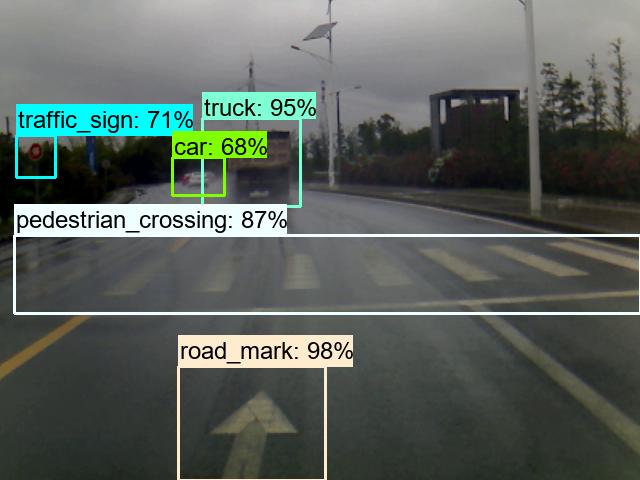 truck: 95%
traffic_sign: 71%
car: 68%
pedestrian_crossing: 87%
road_mark: 98%